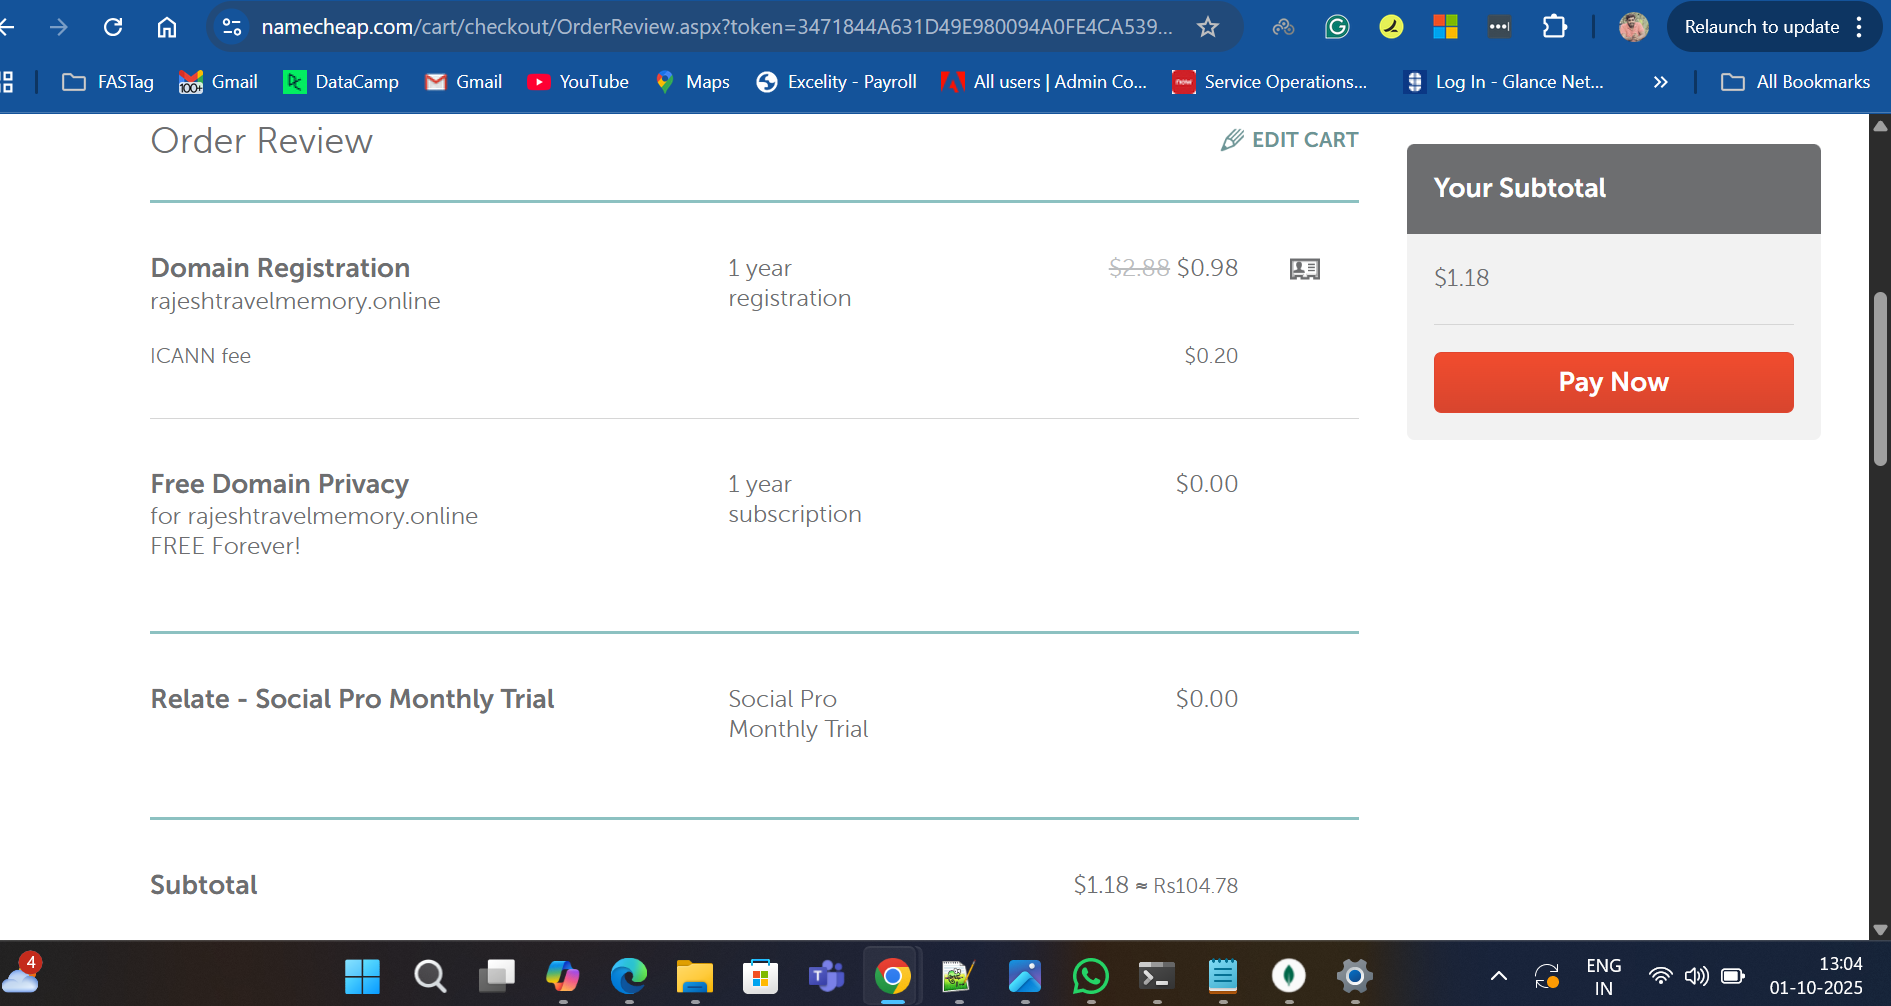 namecheap.com/cart/checkout/OrderReview.aspx?token=3471844A631D49E980094A0FE4CA539...
Relaunch to update
FASTag
100+
Gmail
DataCamp
Gmail
YouTube
Maps
Excelity - Payroll
All users | Admin Co...
now
Service Operations...
Log In - Glance Net...
»
All Bookmarks
Order Review
EDIT CART
Your Subtotal
$1.18
Pay Now
Domain Registration
rajeshtravelmemory.online
1 year
registration
$2.88 $0.98
ICANN fee
$0.20
Free Domain Privacy
for rajeshtravelmemory.online
FREE Forever!
1 year
subscription
$0.00
Relate - Social Pro Monthly Trial
Social Pro
Monthly Trial
$0.00
Subtotal
$1.18 ≈ Rs104.78
4
ENG
IN
13:04
01-10-2025